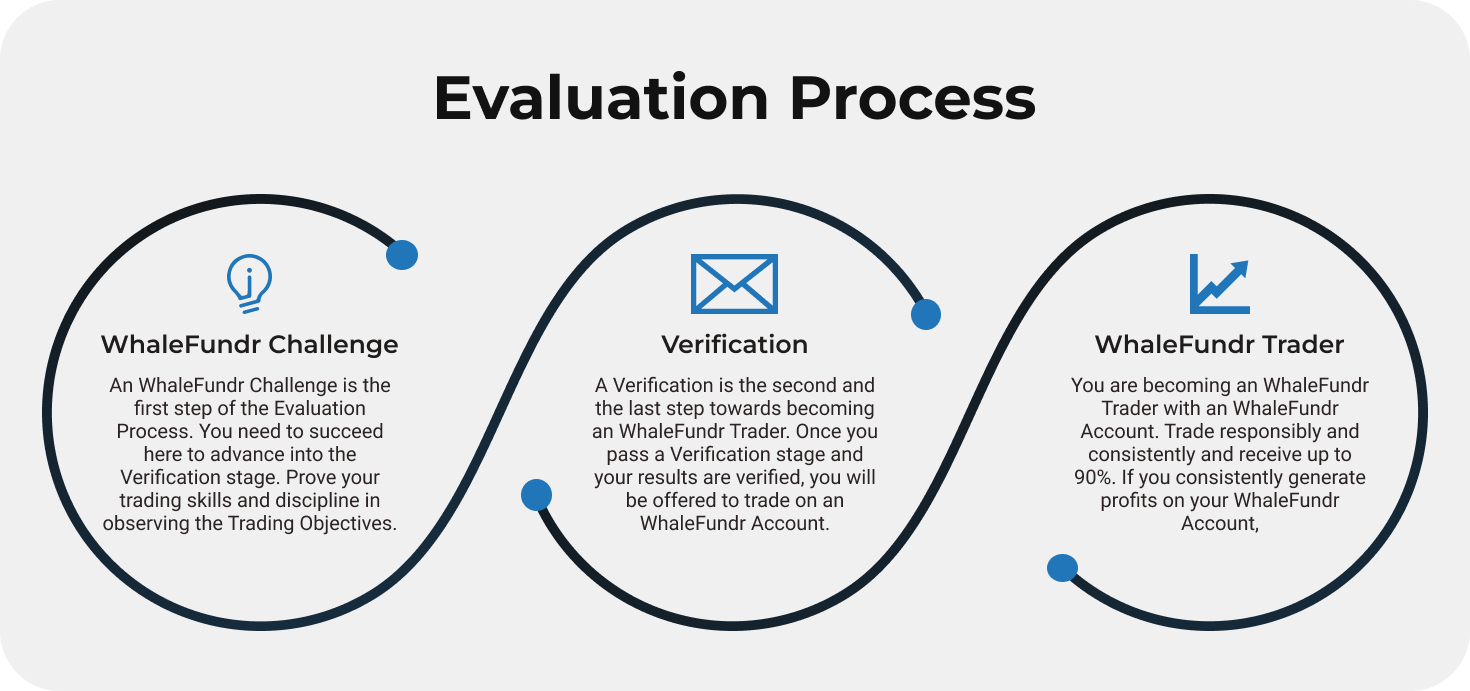 Evaluation Process
WhaleFundr Challenge
An WhaleFundr Challenge is the
first step of the Evaluation
Process. You need to succeed
here to advance into the
Verification stage. Prove your
trading skills and discipline in
observing the Trading Objectives.
Verification
A Verification is the second and
the last step towards becoming
an WhaleFundr Trader. Once you
pass a Verification stage and
your results are verified, you will
be offered to trade on an
WhaleFundr Account.
WhaleFundr Trader
You are becoming an WhaleFundr
Trader with an WhaleFundr
Account. Trade responsibly and
consistently and receive up to
90%. If you consistently generate
profits on your WhaleFundr
Account,